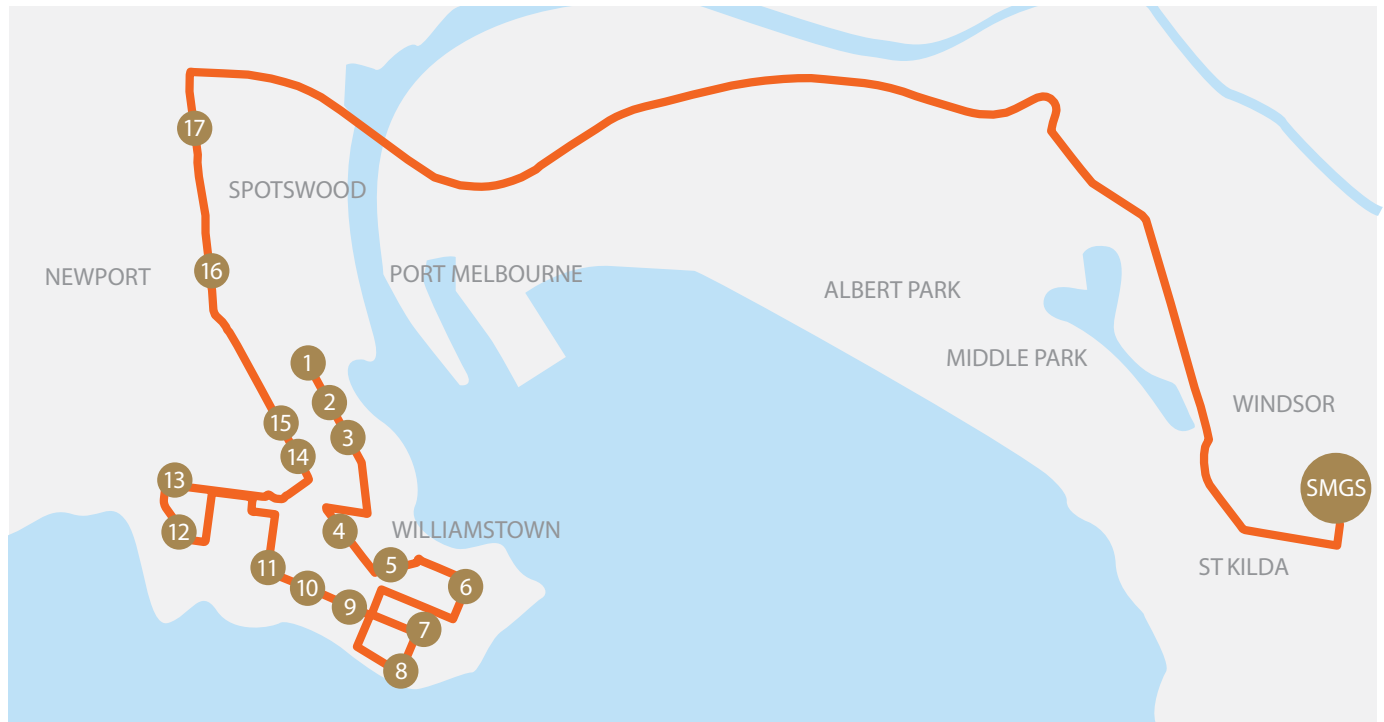 17
SPOTSWOOD
16
NEWPORT
PORT MELBOURNE
ALBERT PARK
MIDDLE PARK
1
2
WINDSOR
15
3
14
13
SMGS
4
12
WILLIAMSTOWN
5
11
ST KILDA
10
6
9
7
8